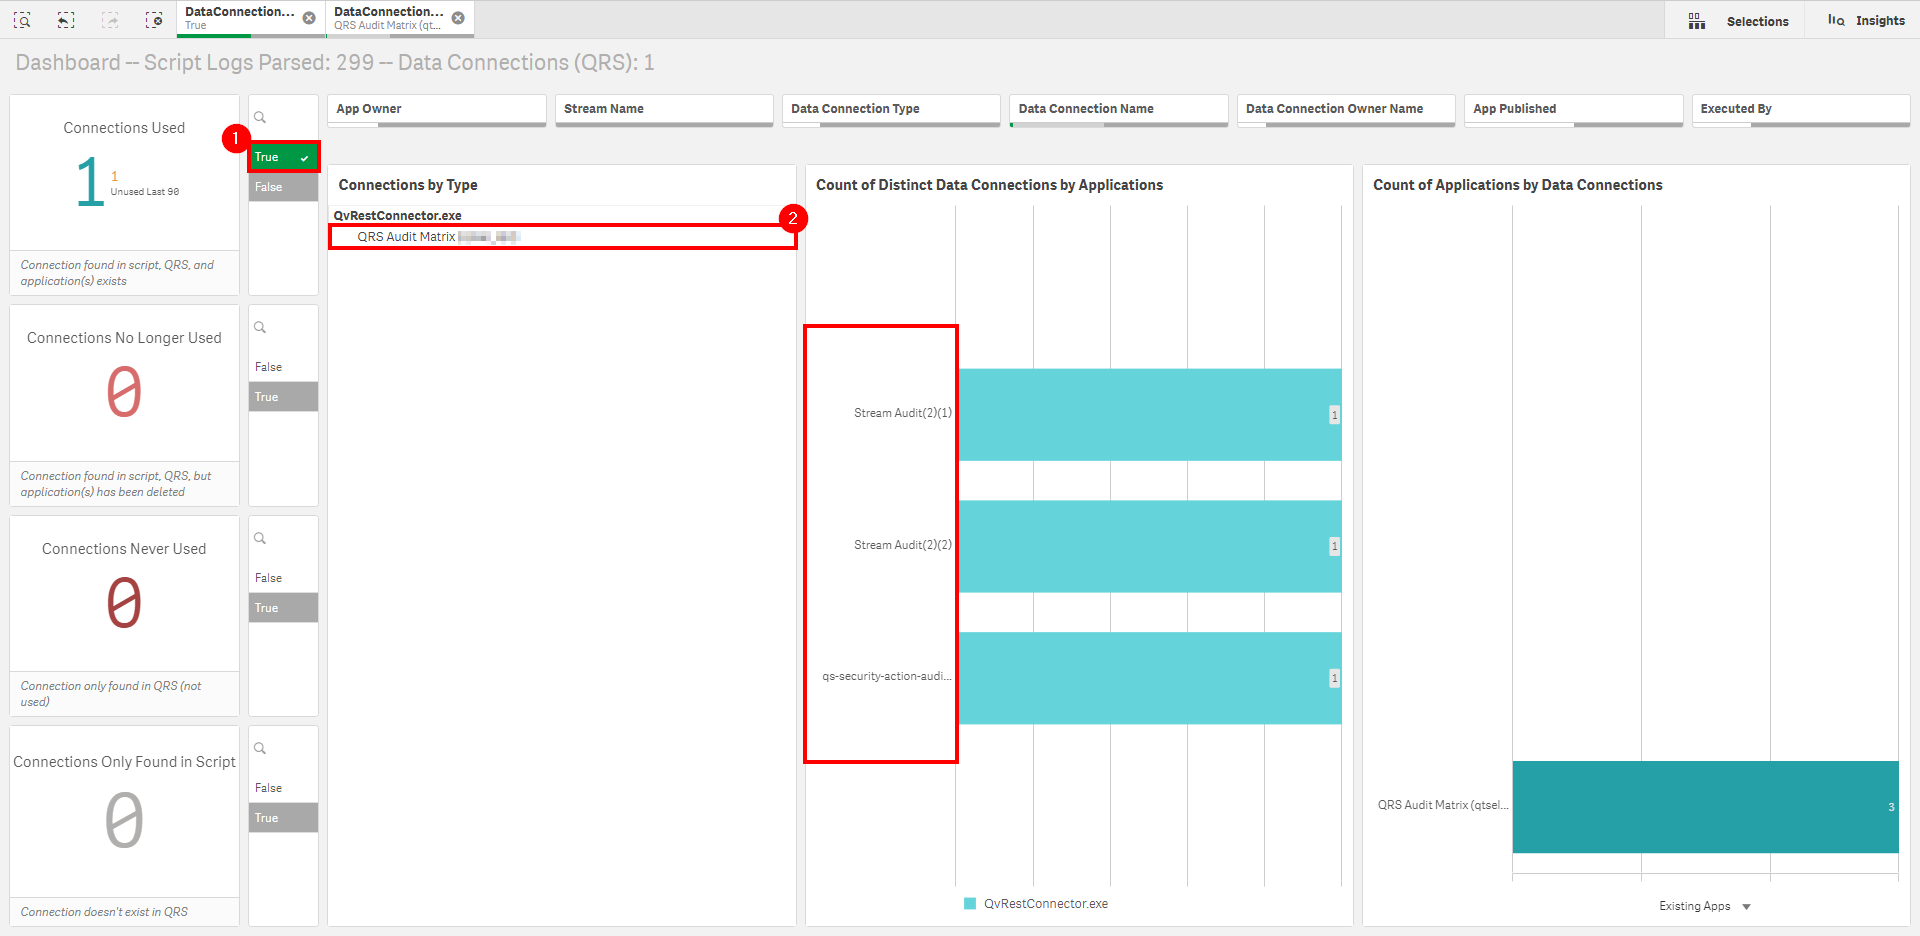 DataConnection...
True
DataConnection...
QRS Audit Matrix (qt...
Selections
Insights
Dashboard -- Script Logs Parsed: 299 -- Data Connections (QRS): 1
Connections Used
1
1
Unused Last 90
Connection found in script, QRS, and
application(s) exists
1
True
False
App Owner
Stream Name
Data Connection Type
Data Connection Name
Data Connection Owner Name
App Published
Executed By
Connections by Type
QvRestConnector.exe
2
QRS Audit Matrix
Connections No Longer Used
0
Connection found in script, QRS, but
application(s) has been deleted
False
True
Connections Never Used
0
Connection only found in QRS (not
used)
False
True
Connections Only Found in Script
0
Connection doesn't exist in QRS
False
True
Count of Distinct Data Connections by Applications
Stream Audit(2)(1)
1
Stream Audit(2)(2)
1
qs-security-action-audi...
1
QvRestConnector.exe
Count of Applications by Data Connections
QRS Audit Matrix (qtsel...
3
Existing Apps